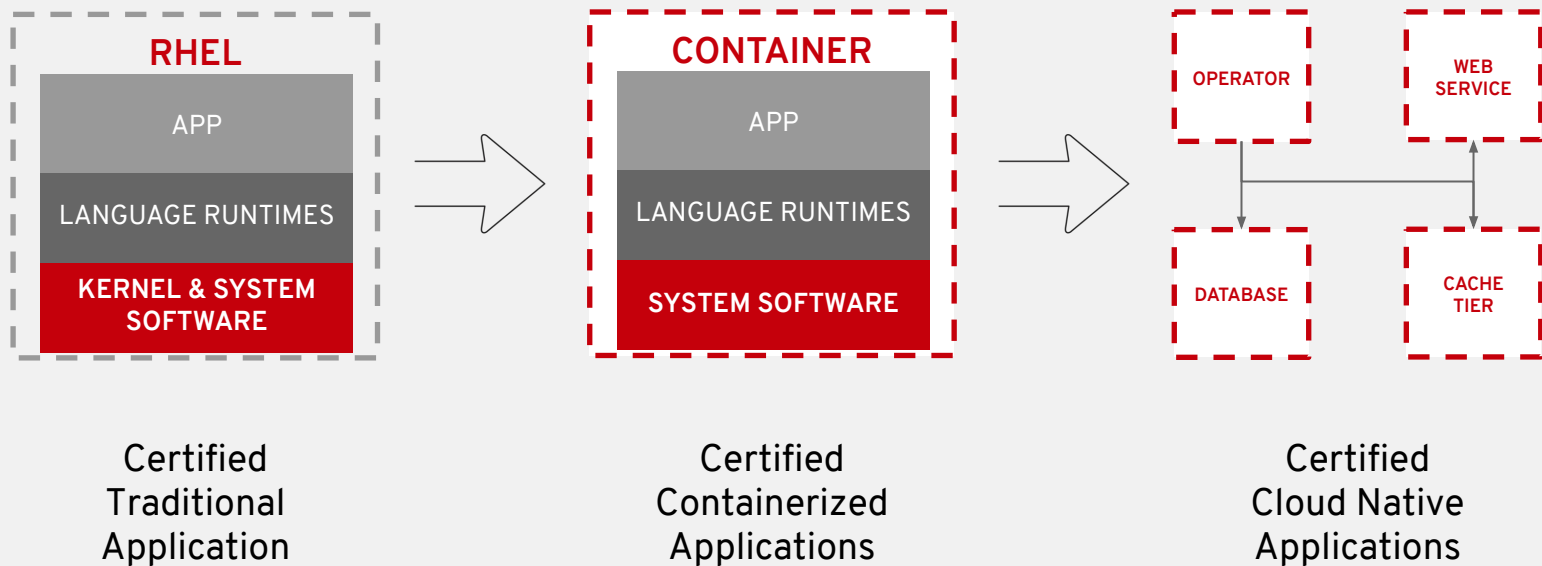 RHEL
APP
LANGUAGE RUNTIMES
KERNEL & SYSTEM
SOFTWARE
Certified
Traditional
Application
CONTAINER
APP
LANGUAGE RUNTIMES
SYSTEM SOFTWARE
Certified
Containerized
Applications
OPERATOR
WEB
SERVICE
DATABASE
CACHE
TIER
Certified
Cloud Native
Applications